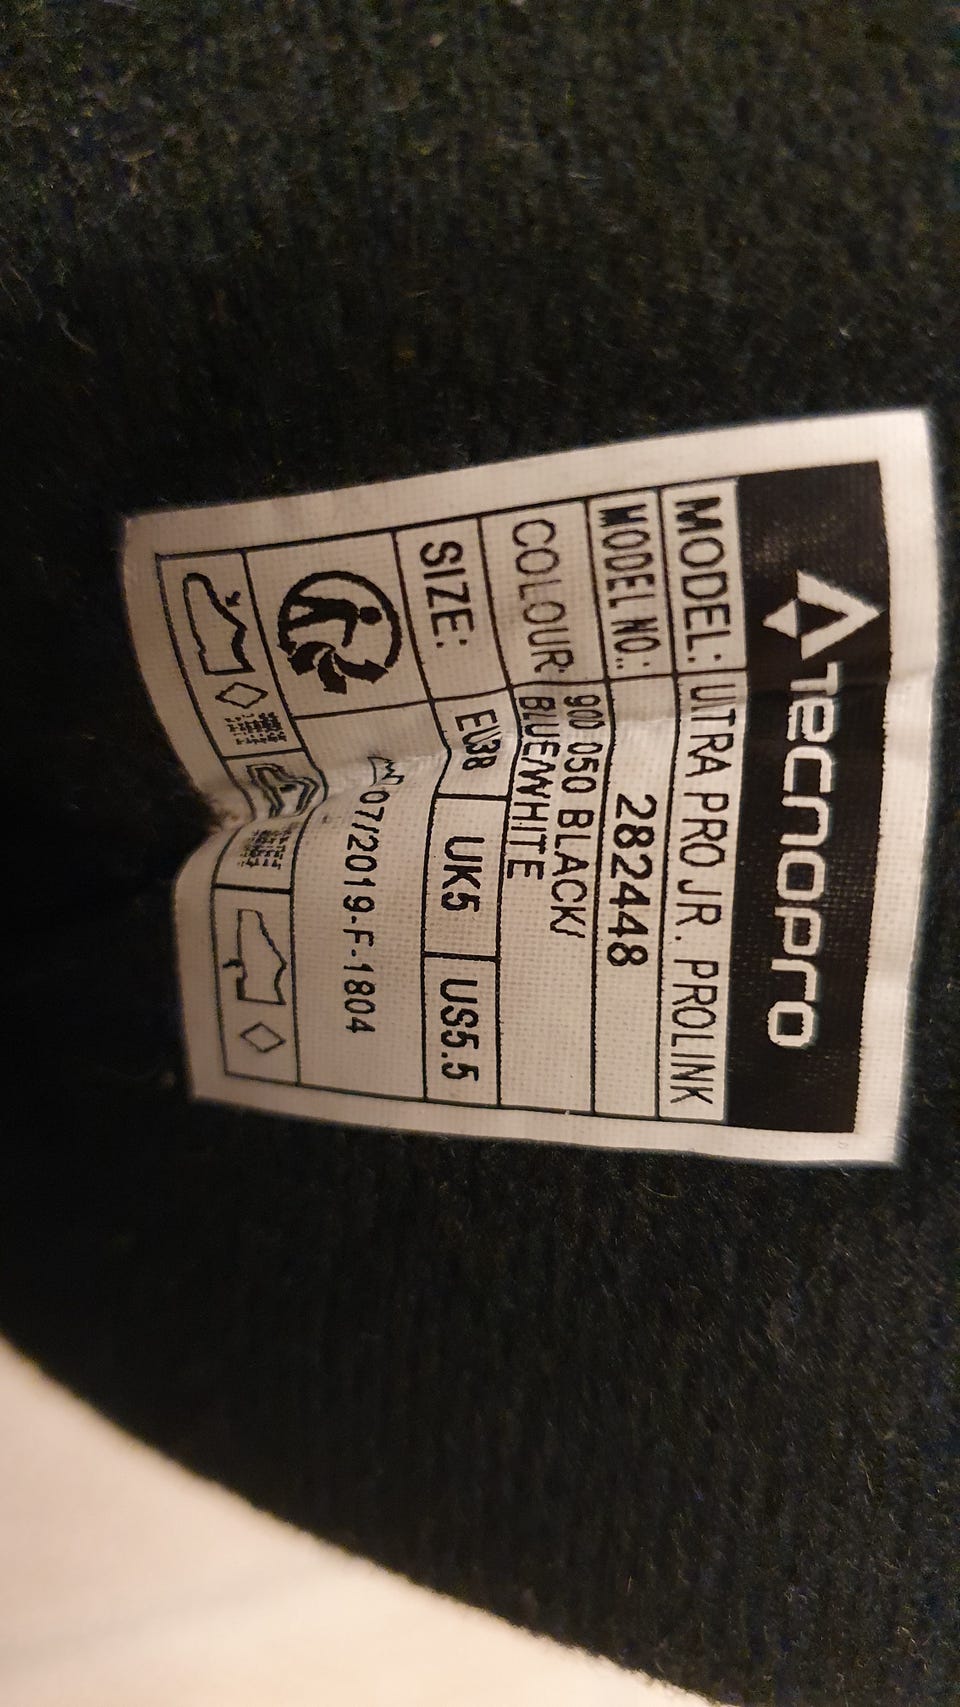 TECNOPRO
MODEL: ULTRA PRO JR. PROLINK
MODEL NO.: 282448
COLOUR 900 050 BLACK/
BLUE/WHITE
SIZE: EU38 UK5 US5.5
07/2019-F-1804